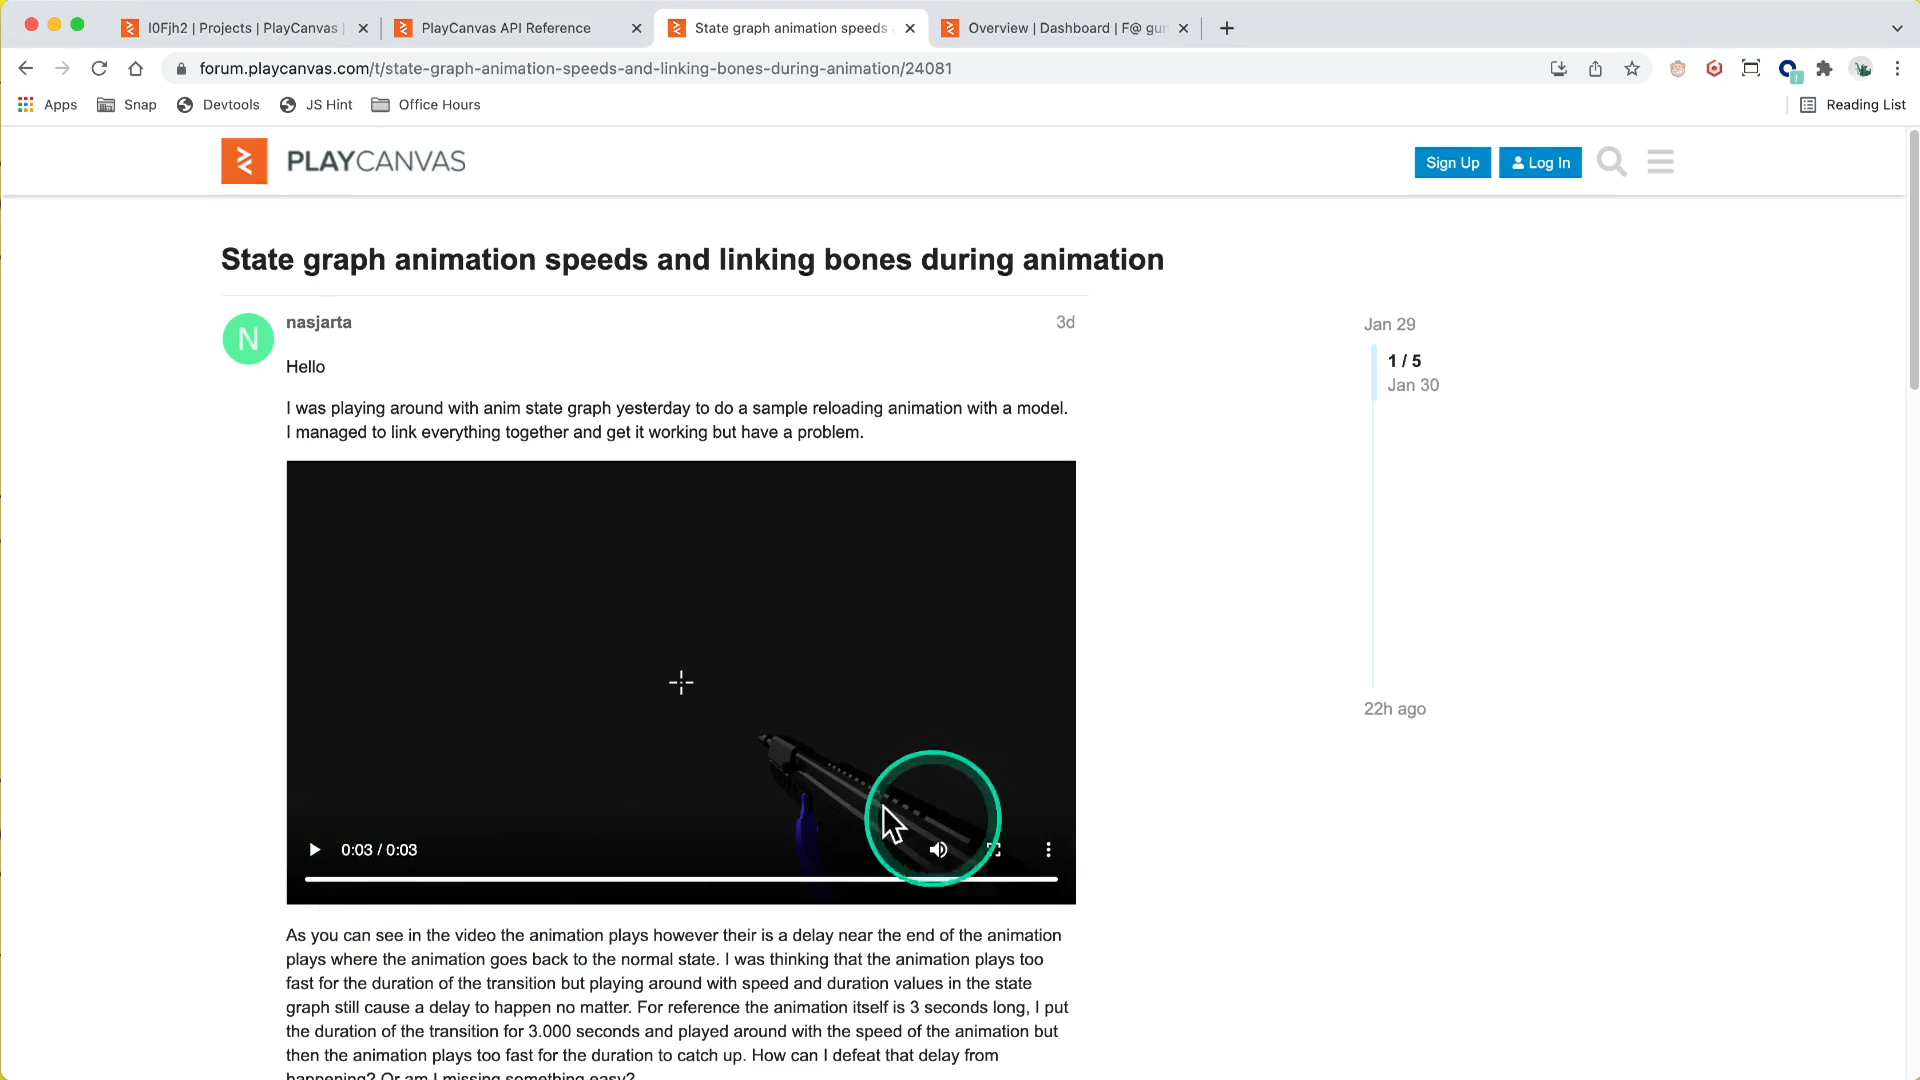 I0Fjh2 | Projects | PlayCanvas |
PlayCanvas API Reference
State graph animation speeds
Overview | Dashboard | F@ gun
forum.playcanvas.com/t/state-graph-animation-speeds-and-linking-bones-during-animation/24081
Apps
Snap
Devtools
JS Hint
Office Hours
Reading List
PLAYCANVAS
Sign Up
Log In
State graph animation speeds and linking bones during animation
N
nasjarta
3d
Hello
I was playing around with anim state graph yesterday to do a sample reloading animation with a model.
I managed to link everything together and get it working but have a problem.
0:03 / 0:03
As you can see in the video the animation plays however their is a delay near the end of the animation
plays where the animation goes back to the normal state. I was thinking that the animation plays too
fast for the duration of the transition but playing around with speed and duration values in the state
graph still cause a delay to happen no matter. For reference the animation itself is 3 seconds long, I put
the duration of the transition for 3.000 seconds and played around with the speed of the animation but
then the animation plays too fast for the duration to catch up. How can I defeat that delay from
happening? Or am I missing something easy?
Jan 29
1 / 5
Jan 30
22h ago